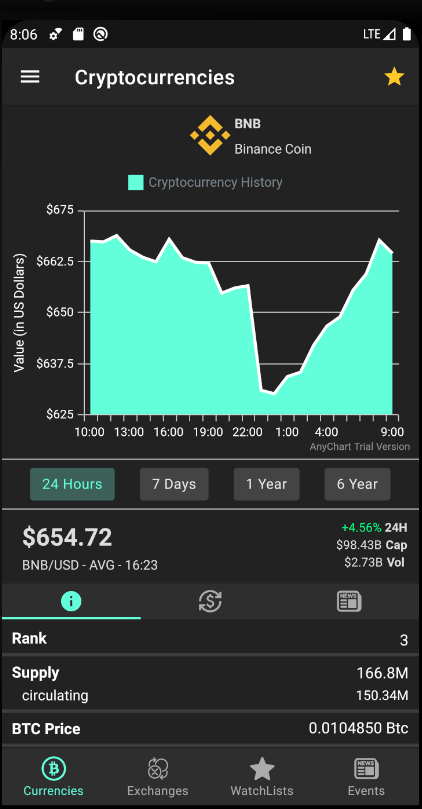 8:06 LTE
Cryptocurrencies
BNB
Binance Coin
Cryptocurrency History
$675
$662.5
$650
$637.5
$625
Value (in US Dollars)
10:00 13:00 16:00 19:00 22:00 1:00 4:00 9:00
AnyChart Trial Version
24 Hours 7 Days 1 Year 6 Year
$654.72 +4.56% 24H
$98.43B Cap
BNB/USD - AVG - 16:23 $2.73B Vol
NEWS
Rank 3
Supply 166.8M
circulating 150.34M
BTC Price 0.0104850 Btc
NEWS
Currencies Exchanges WatchLists Events